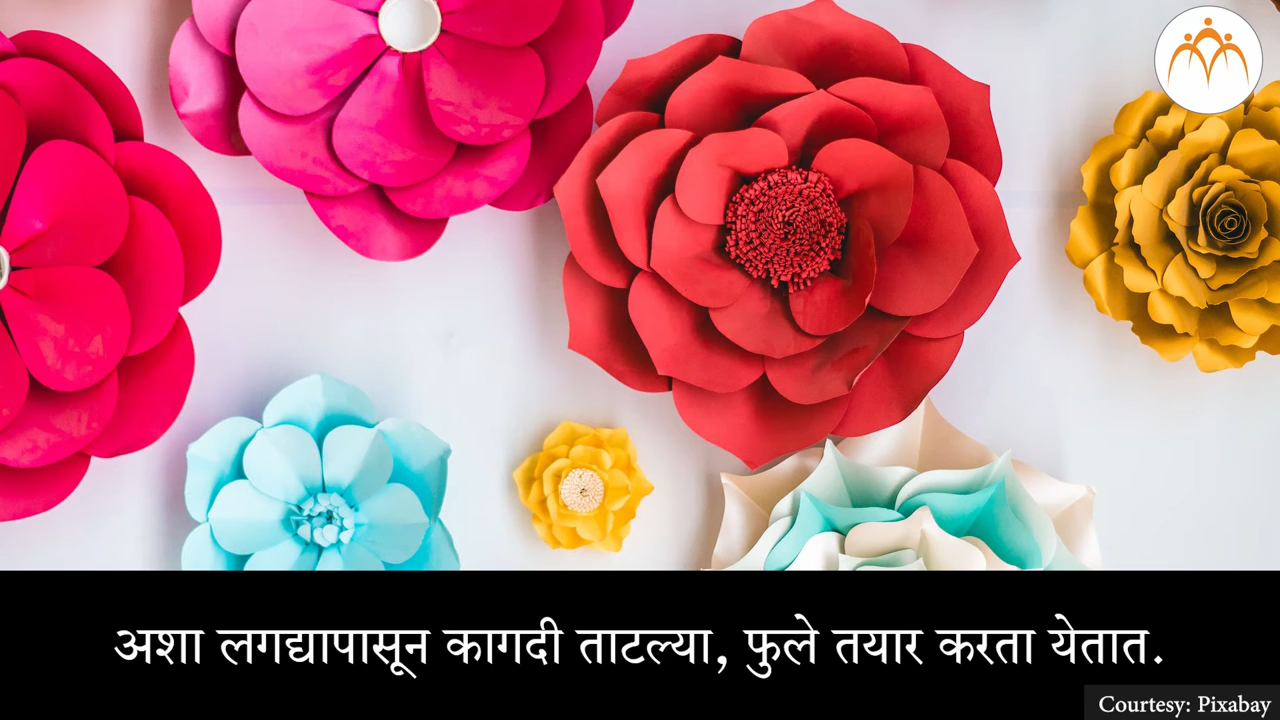 अशा लगद्यापासून कागदी ताटल्या, फुले तयार करता येतात.
Courtesy: Pixabay